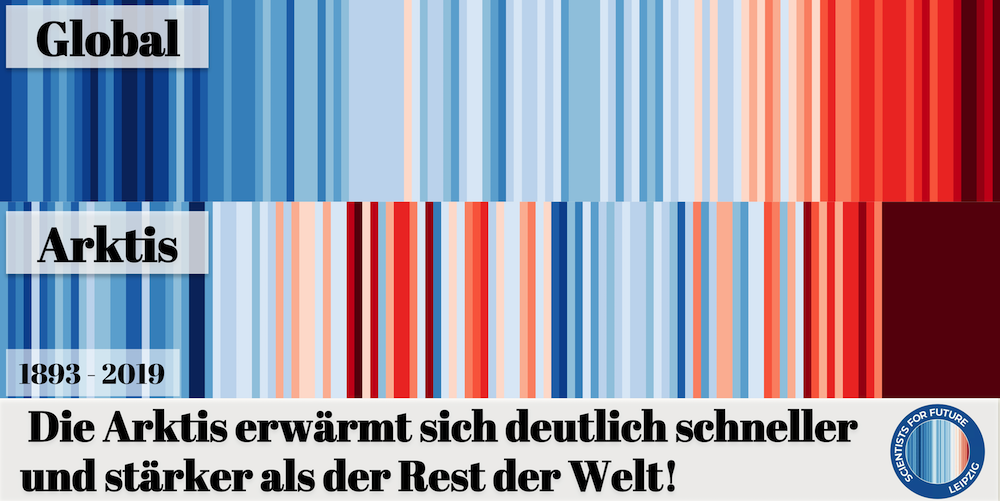 Global
Arktis
1893 - 2019
Die Arktis erwärmt sich deutlich schneller
und stärker als der Rest der Welt!
SCIENTISTS FOR FUTURE
LEIPZIG